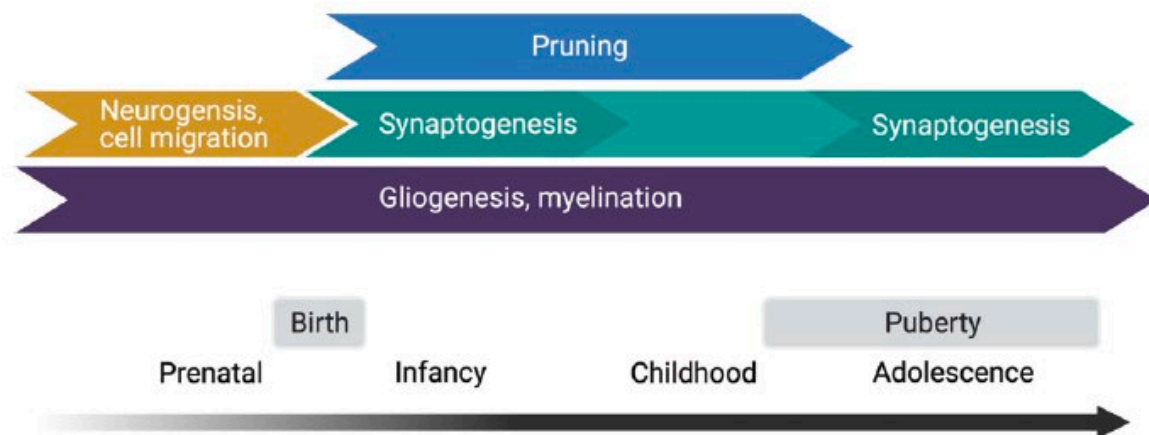 Pruning
Neurogensis,
cell migration
Synaptogenesis
Synaptogenesis
Gliogenesis, myelination
Birth
Puberty
Prenatal
Infancy
Childhood
Adolescence